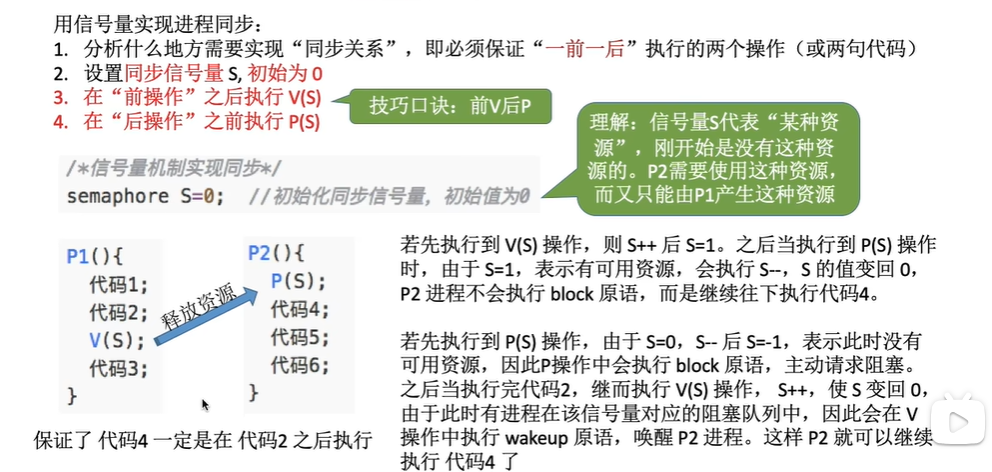 用信号量实现进程同步：
1. 分析什么地方需要实现“同步关系”，即必须保证“一前一后”执行的两个操作（或两句代码）
2. 设置同步信号量 S, 初始为 0
3. 在“前操作”之后执行 V(S)
4. 在“后操作”之前执行 P(S)
技巧口诀：前V后P
理解：信号量S代表“某种资
源”，刚开始是没有这种资
源的。P2需要使用这种资源，
而又只能由P1产生这种资源
/*信号量机制实现同步*/
semaphore S=0; //初始化同步信号量，初始值为0
P1(){
代码1;
代码2;
V(S);
代码3;
}
释放资源
P2(){
P(S);
代码4;
代码5;
代码6;
}
保证了 代码4 一定是在 代码2 之后执行
若先执行到 V(S) 操作，则 S++ 后 S=1。之后当执行到 P(S) 操作
时，由于 S=1，表示有可用资源，会执行 S--，S 的值变回 0，
P2 进程不会执行 block 原语，而是继续往下执行代码4。
若先执行到 P(S) 操作，由于 S=0，S-- 后 S=-1，表示此时没有
可用资源，因此P操作中会执行 block 原语，主动请求阻塞。
之后当执行完代码2，继而执行 V(S) 操作， S++，使 S 变回 0，
由于此时有进程在该信号量对应的阻塞队列中，因此会在 V
操作中执行 wakeup 原语，唤醒 P2 进程。这样 P2 就可以继续
执行 代码4 了